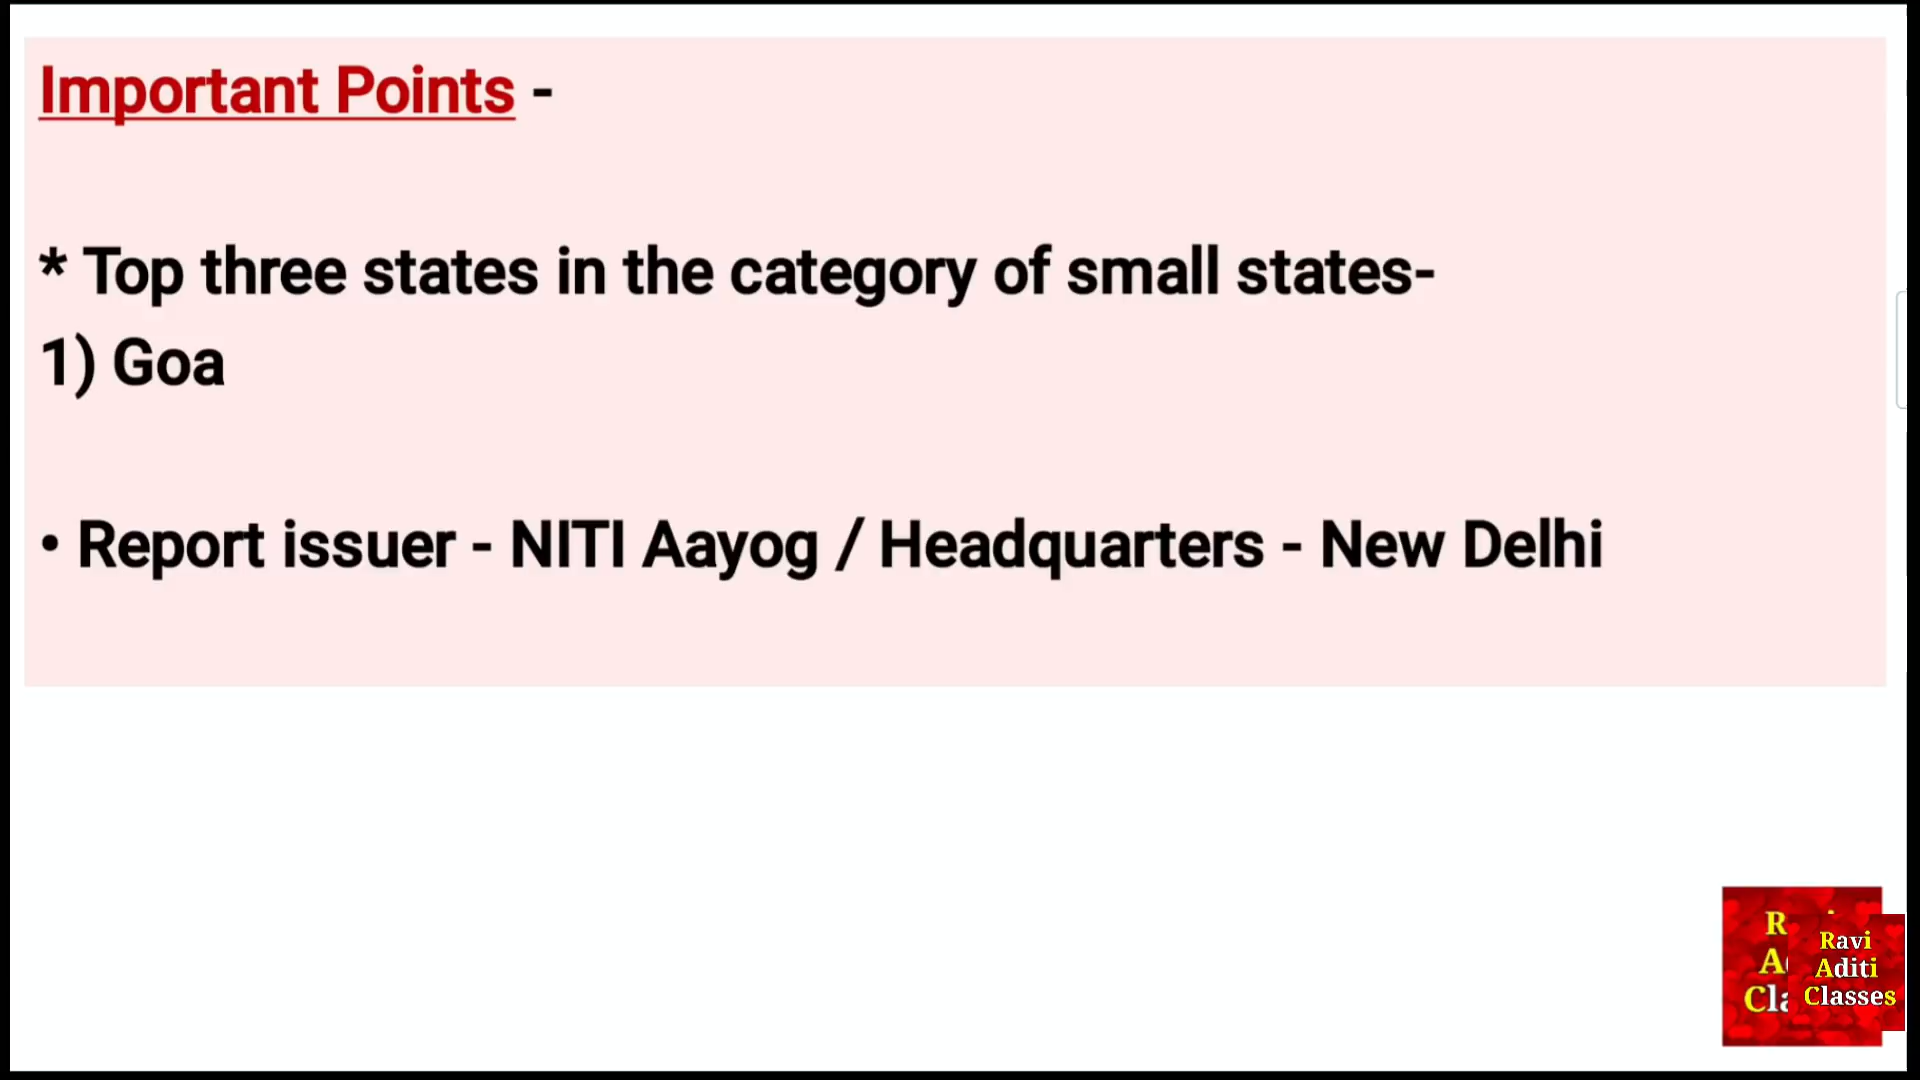 Important Points -
* Top three states in the category of small states-
1) Goa
• Report issuer - NITI Aayog / Headquarters - New Delhi
R
A
Cla
Ravi
Aditi
Classes